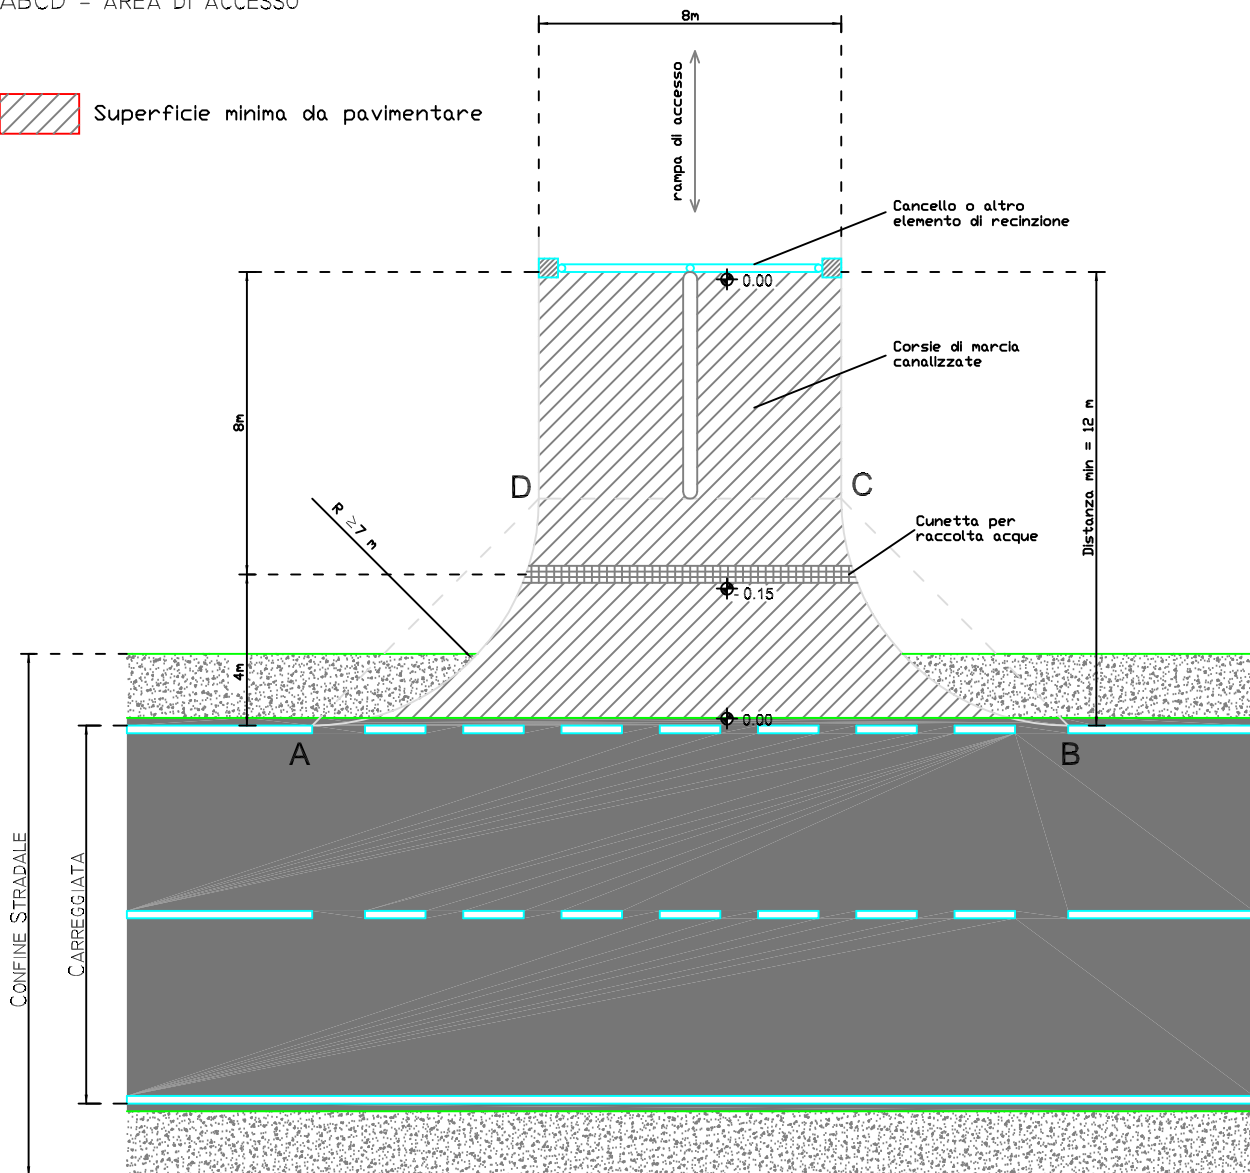 ABCD - AREA DI ACCESSO
8m
rampa di accesso
Superficie minima da pavimentare
Cancello o altro
elemento di recinzione
0.00
Corsie di marcia
canalizzate
8m
Distanza min = 12 m
D
C
R ≥7 m
Cunetta per
raccolta acque
- 0.15
4m
0.00
A
B
CONFINE STRADALE
CARREGGIATA